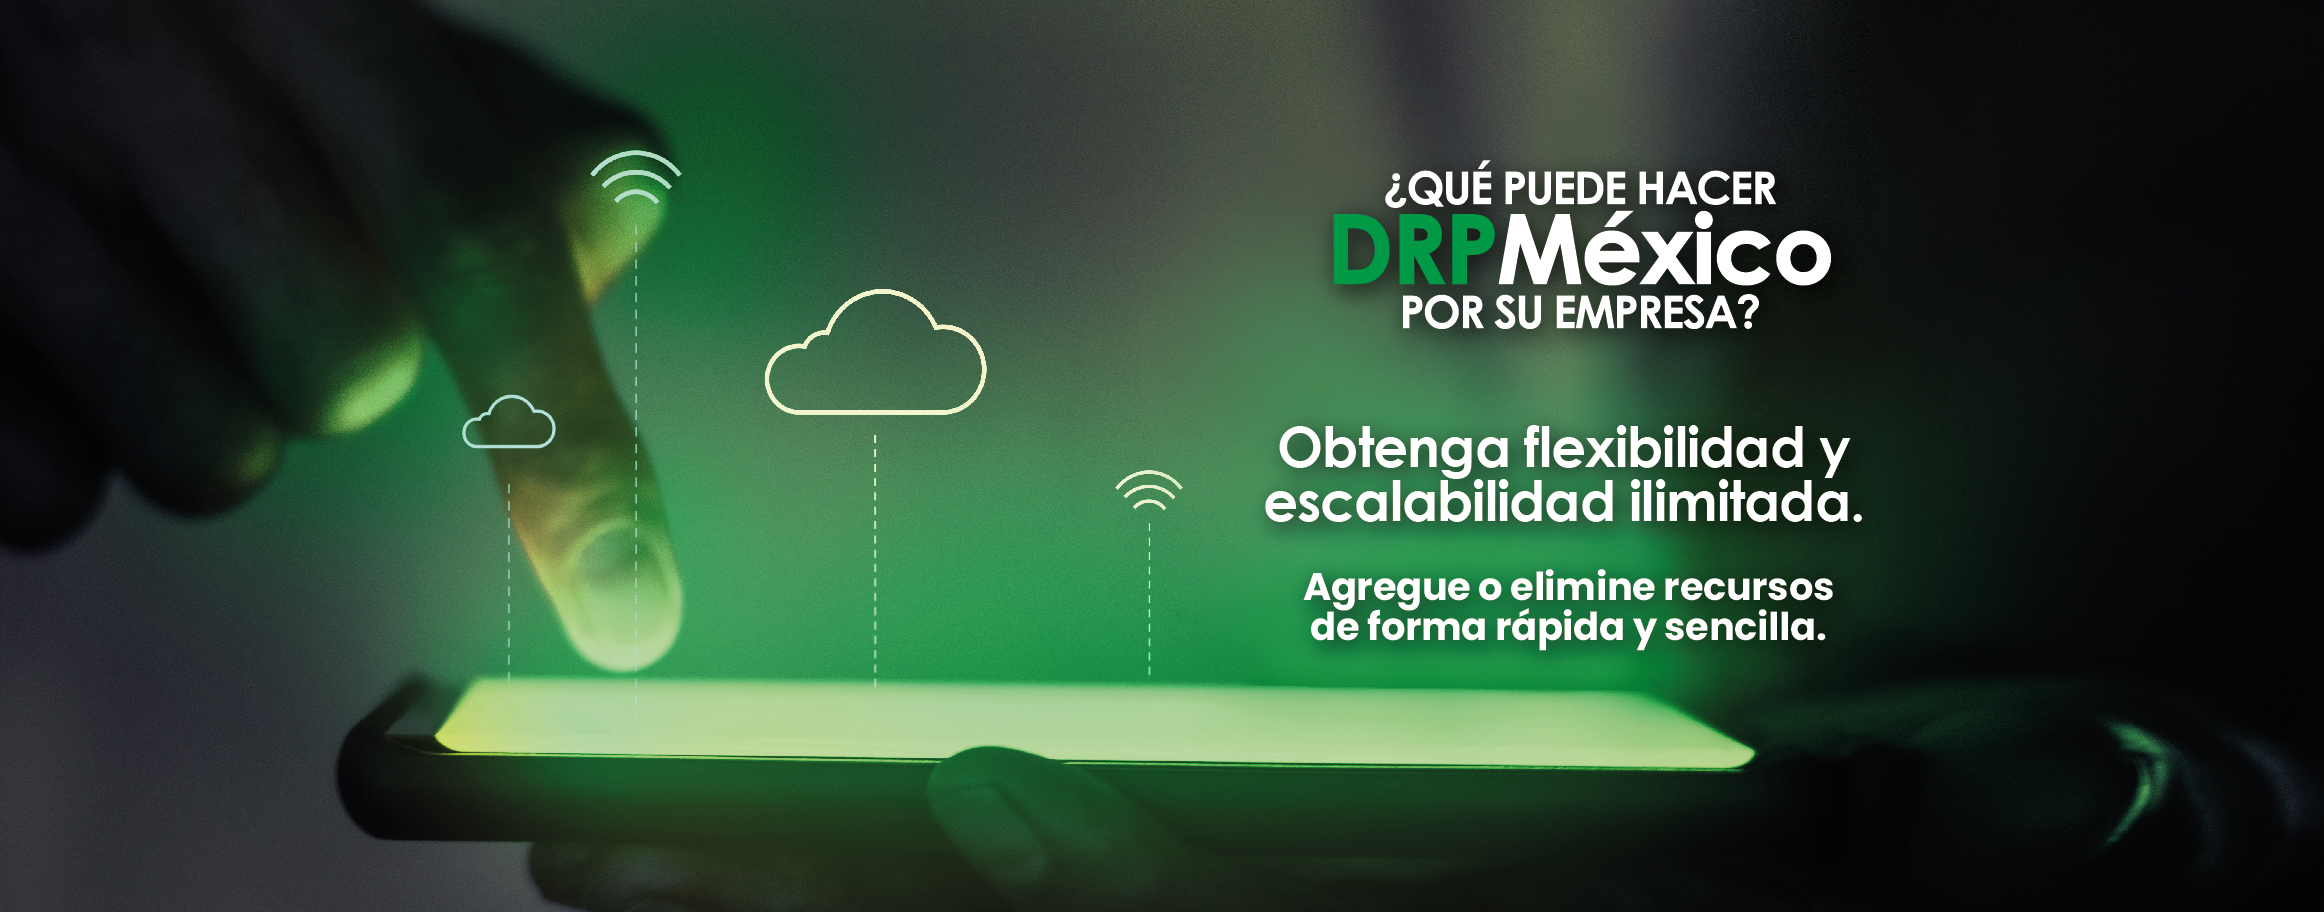 ¿QUÉ PUEDE HACER
DRPMéxico
POR SU EMPRESA?
Obtenga flexibilidad y
escalabilidad ilimitada.
Agregue o elimine recursos
de forma rápida y sencilla.